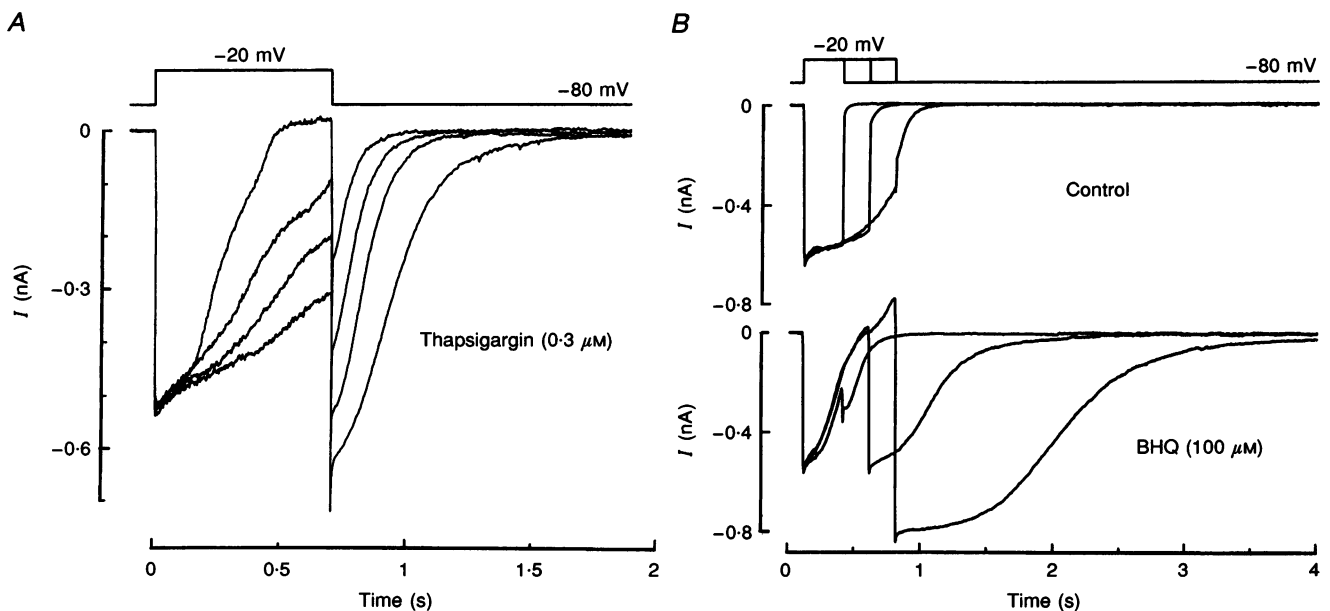 A
−20 mV
−80 mV
0
−0·3
−0·6
I (nA)
Thapsigargin (0·3 μM)
0
0·5
1
1·5
2
Time (s)
B
−20 mV
−80 mV
0
−0·4
−0·8
I (nA)
Control
0
−0·4
−0·8
I (nA)
BHQ (100 μM)
0
1
2
3
4
Time (s)